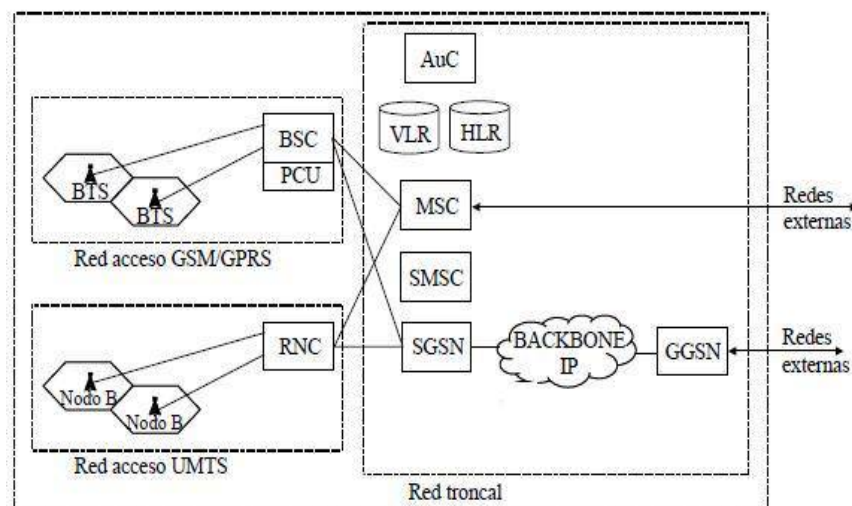 AuC
VLR
HLR
BSC
PCU
BTS
BTS
Red acceso GSM/GPRS
MSC
Redes
externas
SMSC
RNC
SGSN
BACKBONE
IP
GGSN
Redes
externas
Nodo B
Nodo B
Red acceso UMTS
Red troncal